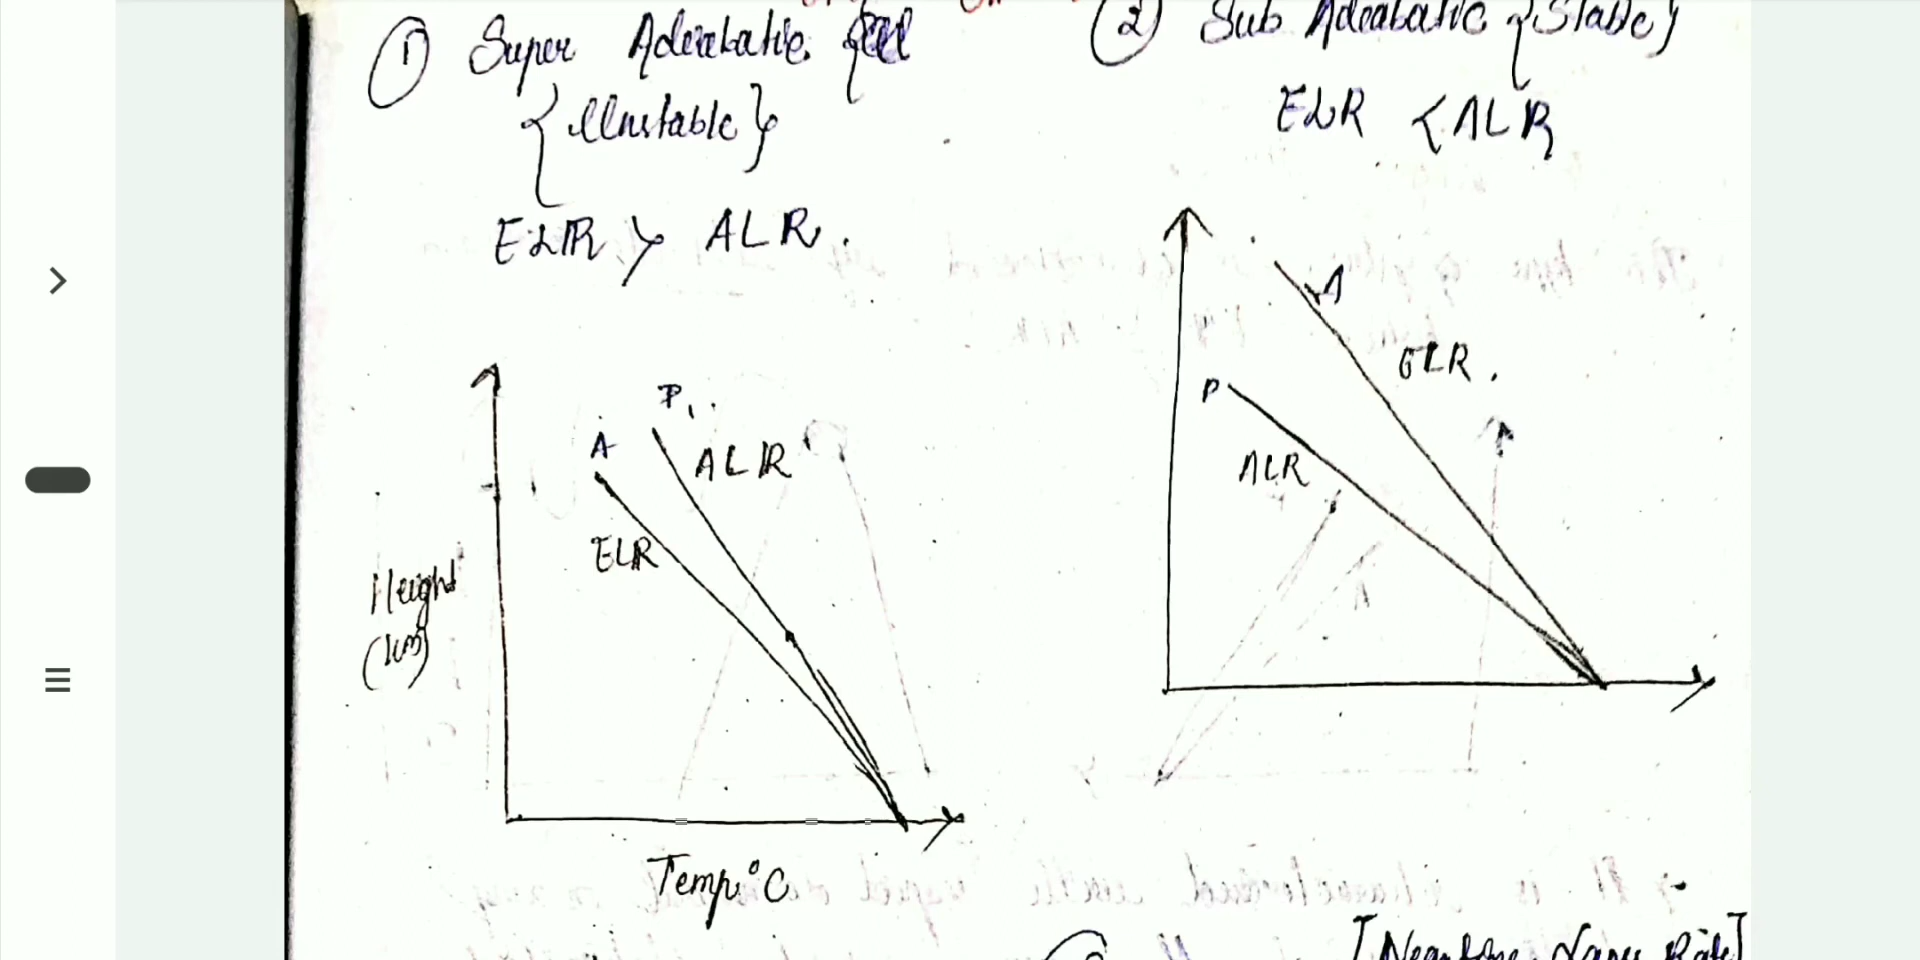 ① Super Adiabatic
{Unstable}
ELR > ALR.
② Sub Adiabatic {Stable}
ELR < ALR
P
A
ALR
ELR
Height
(km)
Temp °C
A
ELR.
P
ALR